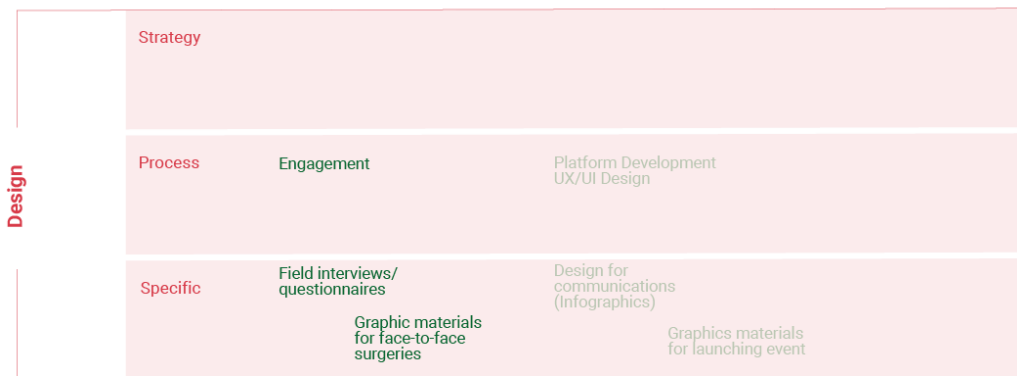 Design
Strategy
Process
Engagement
Platform Development
UX/UI Design
Specific
Field interviews/
questionnaires
Graphic materials
for face-to-face
surgeries
Design for
communications
(Infographics)
Graphics materials
for launching event